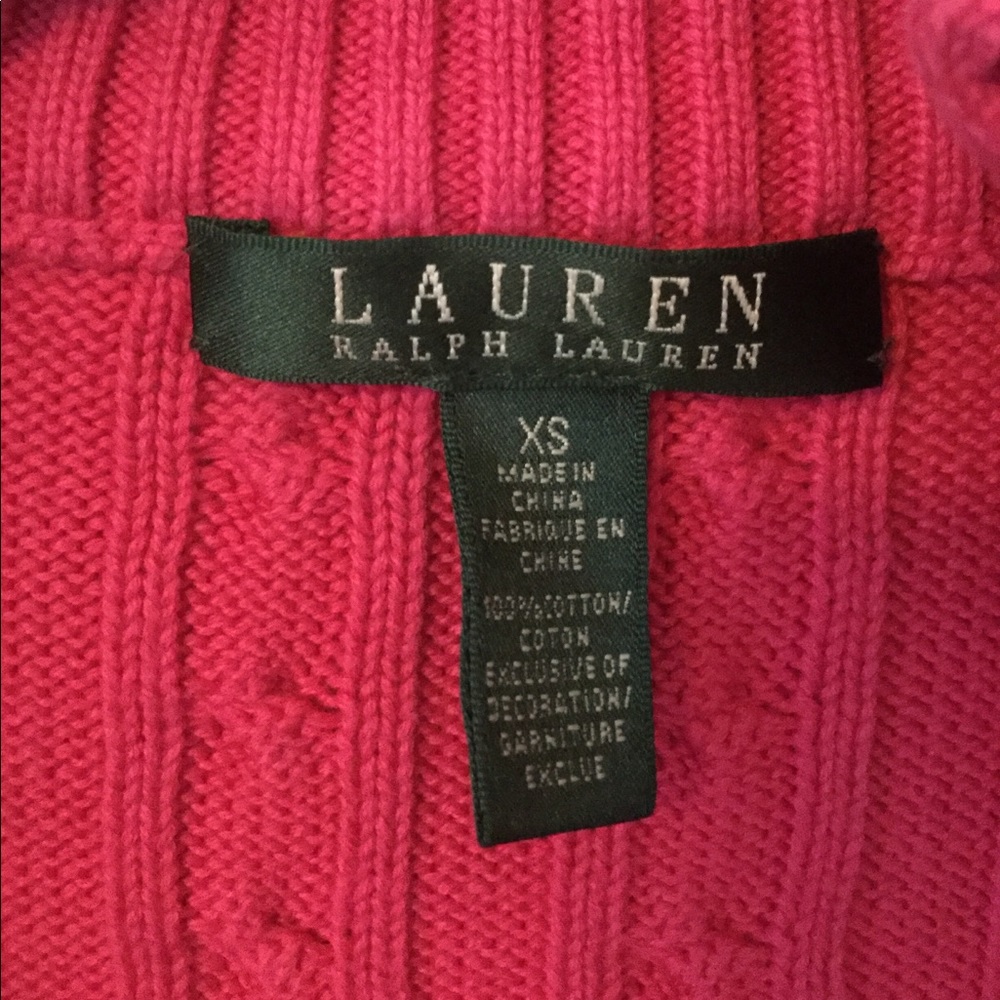 LAUREN
RALPH LAUREN
XS
MADE IN
CHINA
FABRIQUE EN
CHINE
100% COTTON/
COTON
EXCLUSIVE OF
DECORATION/
GARNITURE
EXCLUE